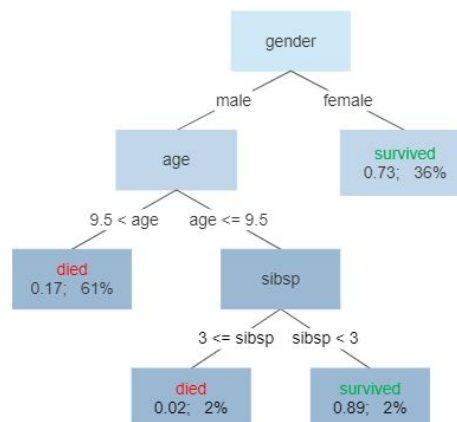 gender
male female
age
survived
0.73; 36%
9.5 < age age <= 9.5
died
0.17; 61%
sibsp
3 <= sibsp sibsp < 3
died
0.02; 2%
survived
0.89; 2%